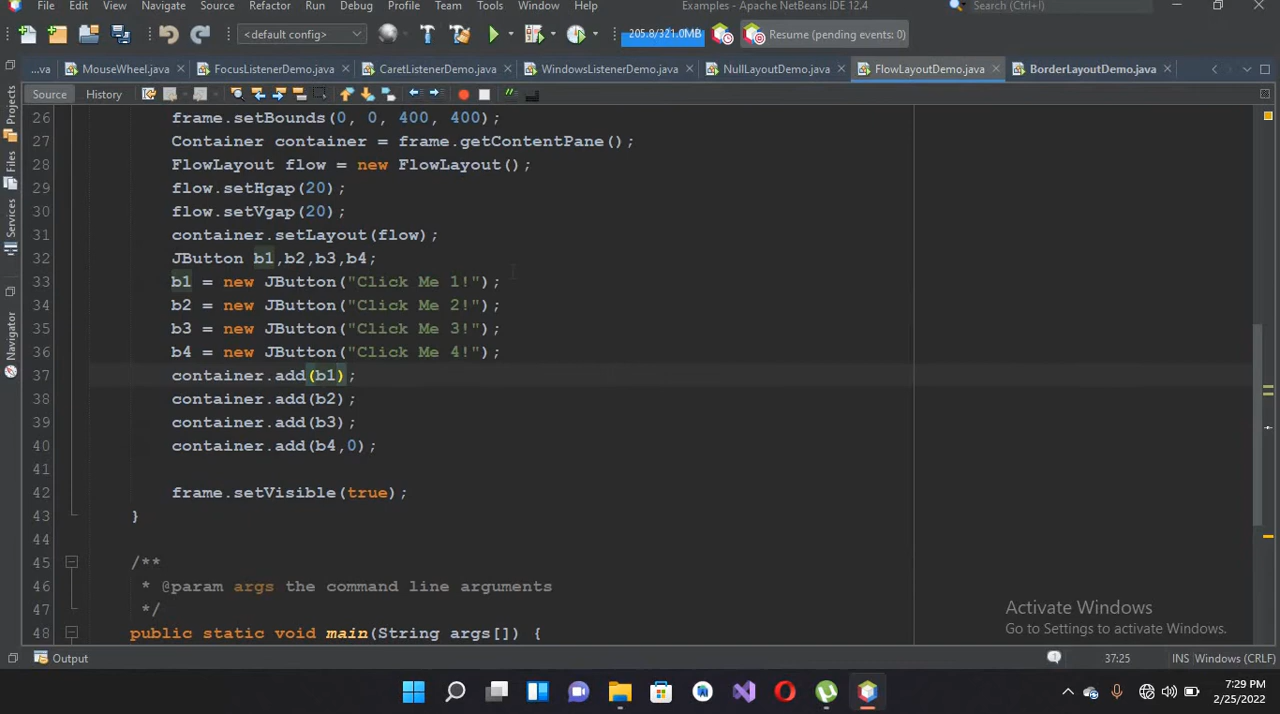 File Edit View Navigate Source Refactor Run Debug Profile Team Tools Window Help Examples - Apache NetBeans IDE 12.4 Search (Ctrl+I)
<default config> 205.8/321.0MB Resume (pending events: 0)
...va MouseWheel.java FocusListenerDemo.java CaretListenerDemo.java WindowsListenerDemo.java NullLayoutDemo.java FlowLayoutDemo.java BorderLayoutDemo.java
Source History
Projects
Files
Services
Navigator
26 frame.setBounds(0, 0, 400, 400);
27 Container container = frame.getContentPane();
28 FlowLayout flow = new FlowLayout();
29 flow.setHgap(20);
30 flow.setVgap(20);
31 container.setLayout(flow);
32 JButton b1,b2,b3,b4;
33 b1 = new JButton("Click Me 1!");
34 b2 = new JButton("Click Me 2!");
35 b3 = new JButton("Click Me 3!");
36 b4 = new JButton("Click Me 4!");
37 container.add(b1);
38 container.add(b2);
39 container.add(b3);
40 container.add(b4,0);
41
42 frame.setVisible(true);
43 }
44
45 /**
46 * @param args the command line arguments
47 */
48 public static void main(String args[]) {
Activate Windows
Go to Settings to activate Windows.
Output 37:25 INS Windows (CRLF)
7:29 PM
2/25/2022